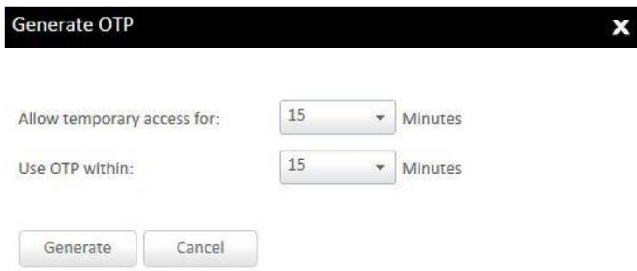 Generate OTP X
Allow temporary access for: 15 Minutes
Use OTP within: 15 Minutes
Generate Cancel